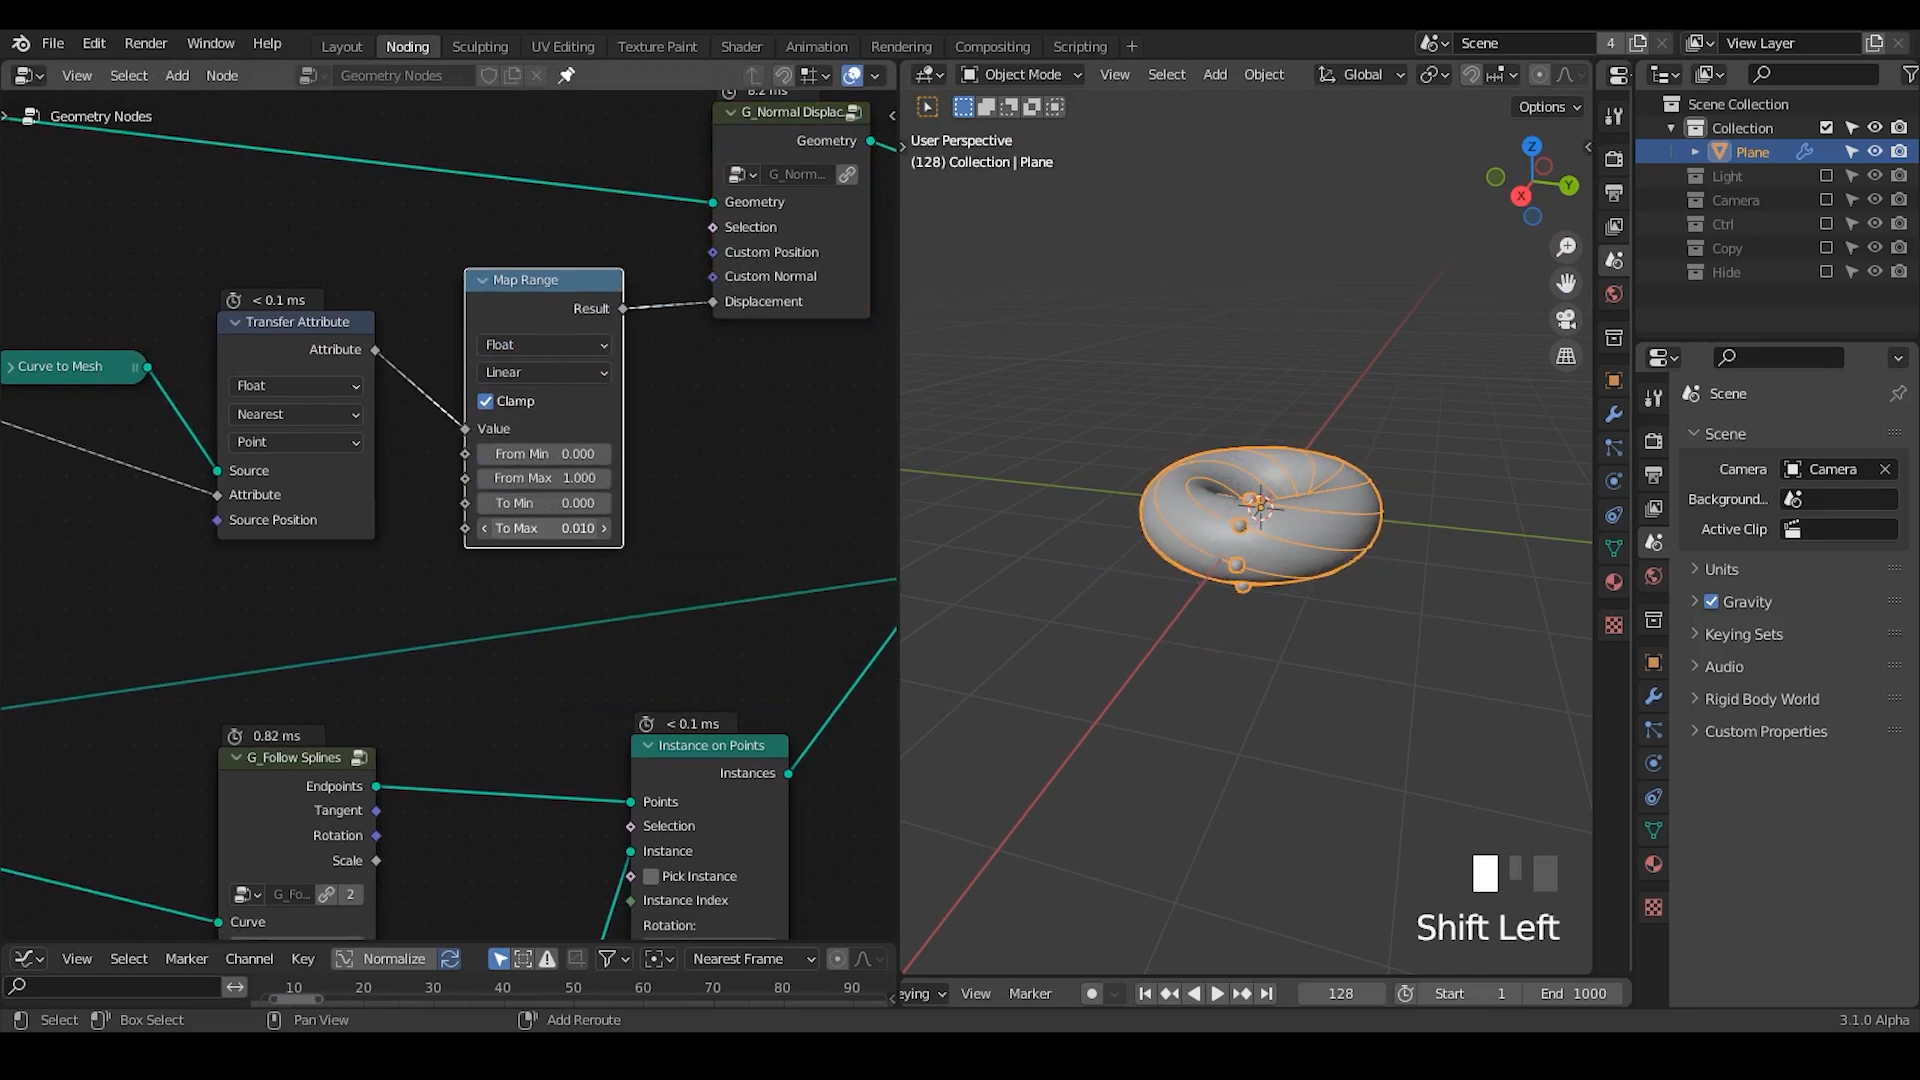 File Edit Render Window Help
Layout Noding Sculpting UV Editing Texture Paint Shader Animation Rendering Compositing Scripting +
Scene 4 View Layer
View Select Add Node Geometry Nodes
Object Mode View Select Add Object Global
Options
Geometry Nodes
G_Normal Displac.
Geometry
G_Norm...
Geometry
Selection
Custom Position
Custom Normal
Displacement
Map Range
Result
Float
Linear
Clamp
Value
From Min 0.000
From Max 1.000
To Min 0.000
To Max 0.010
< 0.1 ms
Transfer Attribute
Attribute
Float
Nearest
Point
Source
Attribute
Source Position
Curve to Mesh
0.82 ms
G_Follow Splines
Endpoints
Tangent
Rotation
Scale
G_Fo... 2
Curve
< 0.1 ms
Instance on Points
Instances
Points
Selection
Instance
Pick Instance
Instance Index
Rotation:
User Perspective
(128) Collection | Plane
Z
Y
X
Shift Left
Scene Collection
Collection
Plane
Light
Camera
Ctrl
Copy
Hide
Scene
Scene
Camera Camera
Background...
Active Clip
Units
Gravity
Keying Sets
Audio
Rigid Body World
Custom Properties
View Select Marker Channel Key Normalize Nearest Frame
10 20 30 40 50 60 70 80 90
eying View Marker 128 Start 1 End 1000
Select Box Select Pan View Add Reroute 3.1.0 Alpha